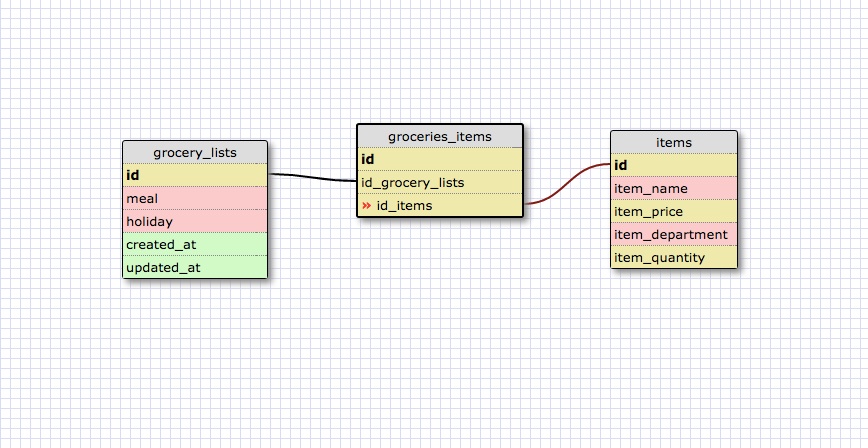 grocery_lists
id
meal
holiday
created_at
updated_at
groceries_items
id
id_grocery_lists
» id_items
items
id
item_name
item_price
item_department
item_quantity